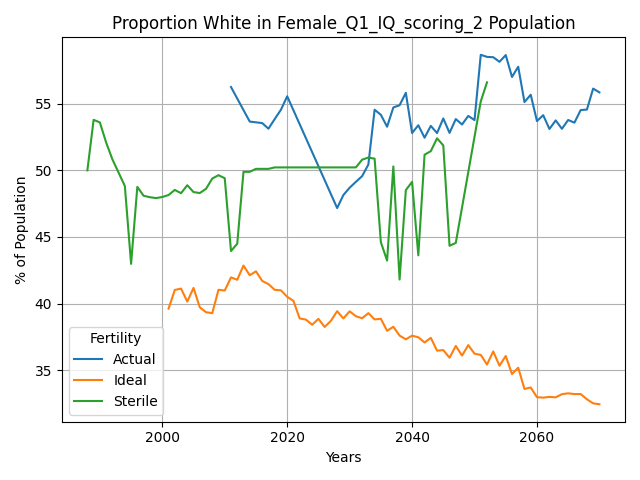 Proportion White in Female_Q1_IQ_scoring_2 Population
% of Population
55
50
45
40
35
Fertility
Actual
Ideal
Sterile
2000
2020
2040
2060
Years